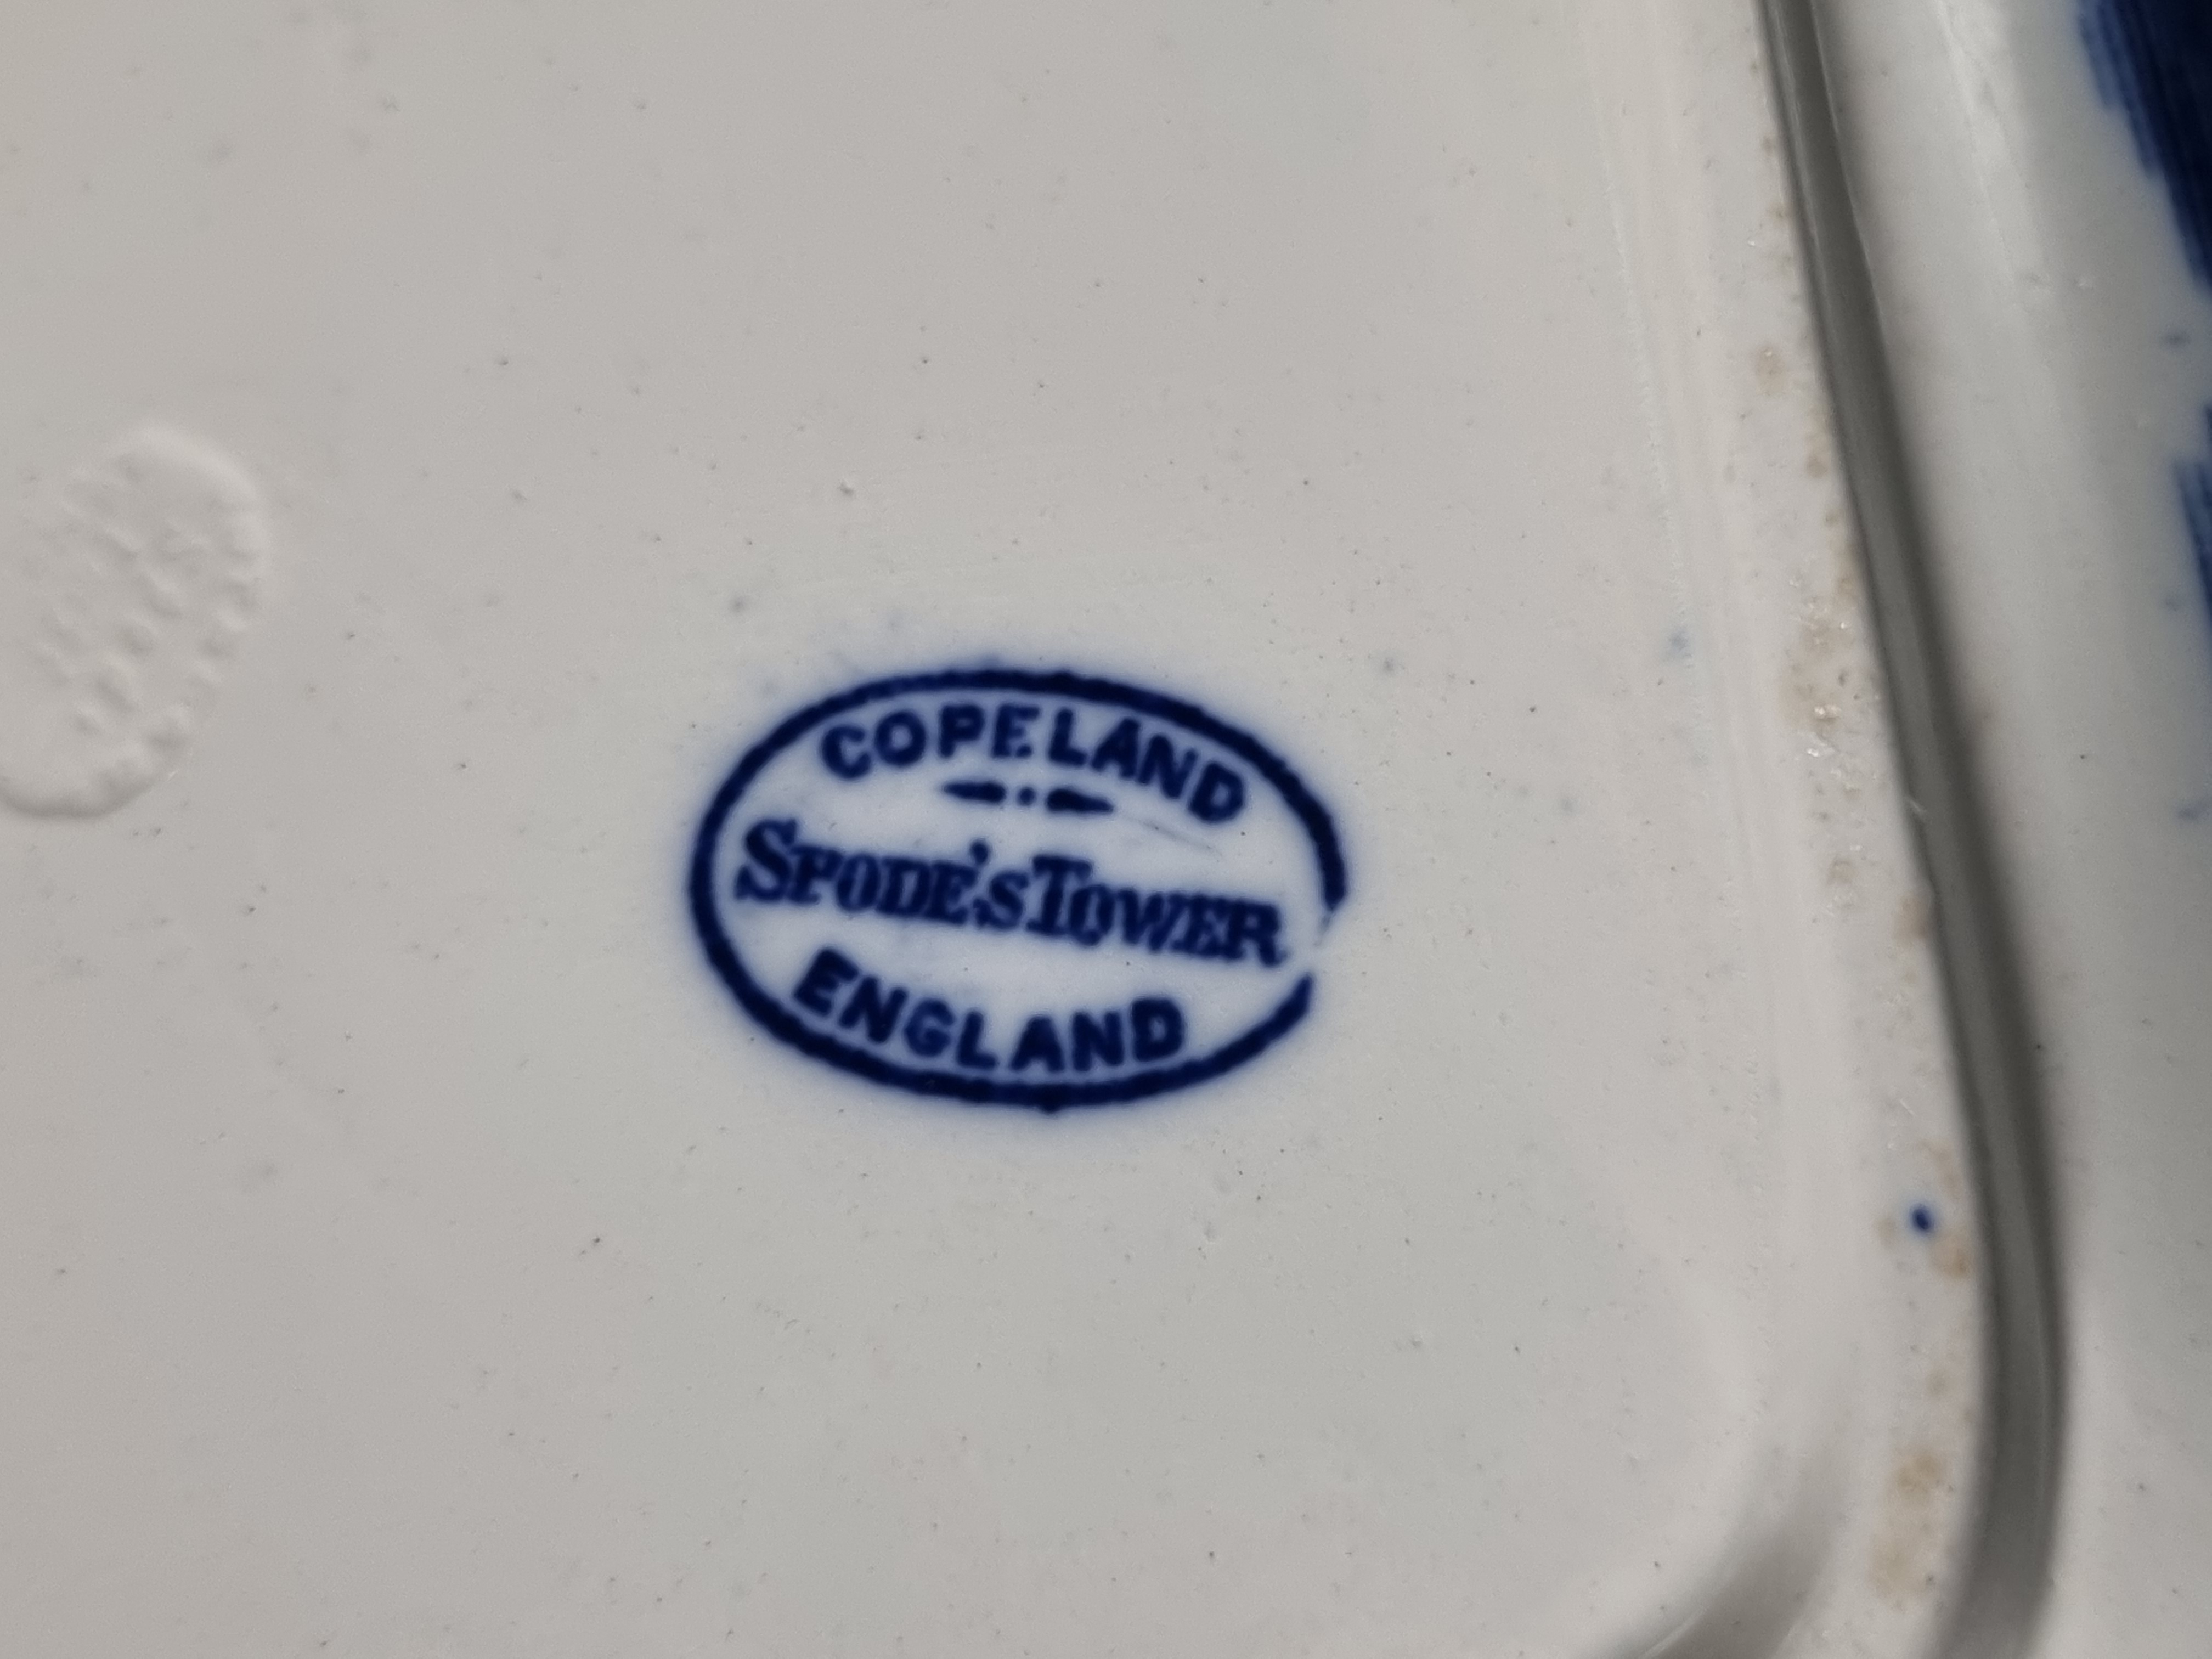 COPELAND
SPODE'S TOWER
ENGLAND